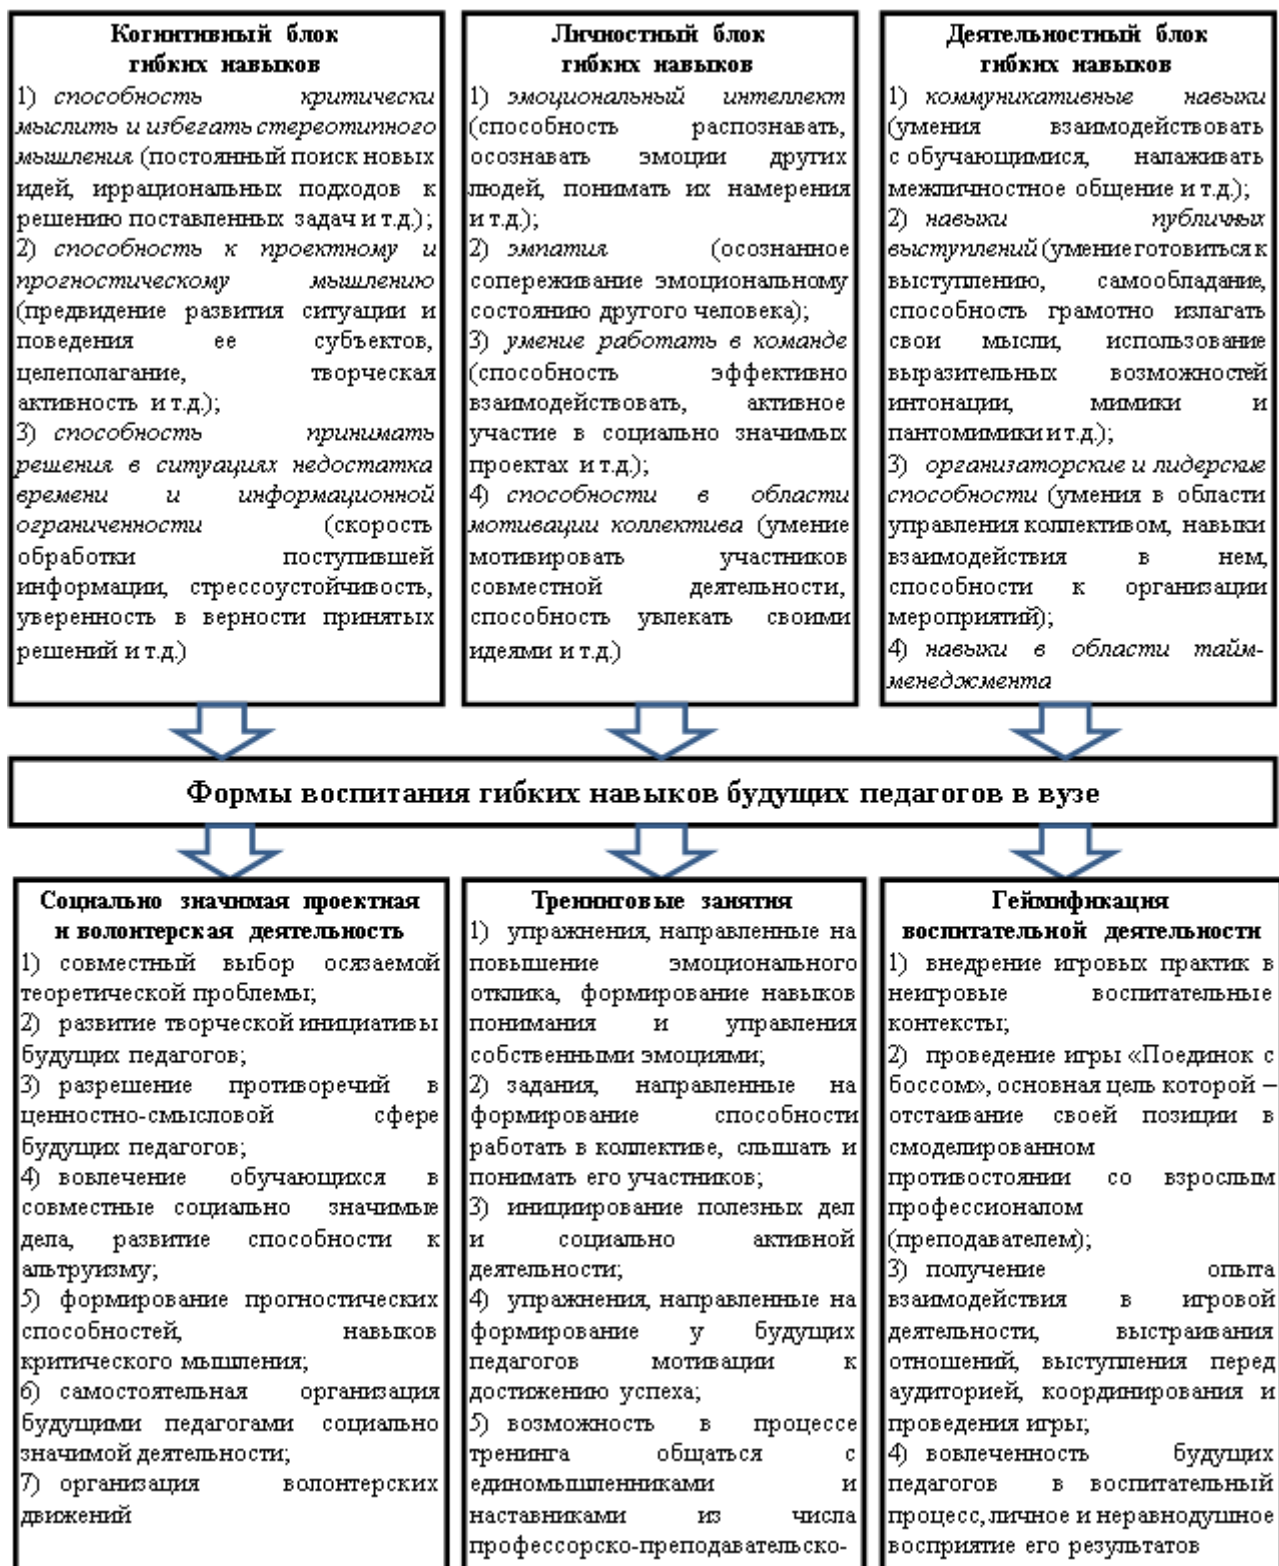 Когнитивный блок
гибких навыков
1) способность критически
мыслить и избегать стереотипного
мышления (постоянный поиск новых
идей, иррациональных подходов к
решению поставленных задач и т.д.);
2) способность к проектному и
прогностическому мышлению
(предвидение развития ситуации и
поведения ее субъектов,
целеполагание, творческая
активность и т.д.);
3) способность принимать
решения в ситуациях недостатка
времени и информационной
ограниченности (скорость
обработки поступившей
информации, стрессоустойчивость,
уверенность в верности принятых
решений и т.д.)
Личностный блок
гибких навыков
1) эмоциональный интеллект
(способность распознавать,
осознавать эмоции других
людей, понимать их намерения
и т.д.);
2) эмпатия (осознанное
сопереживание эмоциональному
состоянию другого человека);
3) умение работать в команде
(способность эффективно
взаимодействовать, активное
участие в социально значимых
проектах и т.д.);
4) способности в области
мотивации коллектива (умение
мотивировать участников
совместной деятельности,
способность увлекать своими
идеями и т.д.)
Деятельностный блок
гибких навыков
1) коммуникативные навыки
(умения взаимодействовать
с обучающимися, налаживать
межличностное общение и т.д.);
2) навыки публичных
выступлений (умение готовиться к
выступлению, самообладание,
способность грамотно излагать
свои мысли, использование
выразительных возможностей
интонации, мимики и
пантомимики и т.д.);
3) организаторские и лидерские
способности (умения в области
управления коллективом, навыки
взаимодействия в нем,
способности к организации
мероприятий);
4) навыки в области тайм-
менеджмента
Формы воспитания гибких навыков будущих педагогов в вузе
Социально значимая проектная
и волонтерская деятельность
1) совместный выбор осязаемой
теоретической проблемы;
2) развитие творческой инициативы
будущих педагогов;
3) разрешение противоречий в
ценностно-смысловой сфере
будущих педагогов;
4) вовлечение обучающихся в
совместные социально значимые
дела, развитие способности к
альтруизму;
5) формирование прогностических
способностей, навыков
критического мышления;
6) самостоятельная организация
будущими педагогами социально
значимой деятельности;
7) организация волонтерских
движений
Тренинговые занятия
1) упражнения, направленные на
повышение эмоционального
отклика, формирование навыков
понимания и управления
собственными эмоциями;
2) задания, направленные на
формирование способности
работать в коллективе, слышать и
понимать его участников;
3) инициирование полезных дел
и социально активной
деятельности;
4) упражнения, направленные на
формирование у будущих
педагогов мотивации к
достижению успеха;
5) возможность в процессе
тренинга общаться с
единомышленниками и
наставниками из числа
профессорско-преподавательско-
Геймификация
воспитательной деятельности
1) внедрение игровых практик в
неигровые воспитательные
контексты;
2) проведение игры «Поединок с
боссом», основная цель которой –
отстаивание своей позиции в
смоделированном
противостоянии со взрослым
профессионалом
(преподавателем);
3) получение опыта
взаимодействия в игровой
деятельности, выстраивания
отношений, выступления перед
аудиторией, координирования и
проведения игры;
4) вовлеченность будущих
педагогов в воспитательный
процесс, личное и неравнодушное
восприятие его результатов